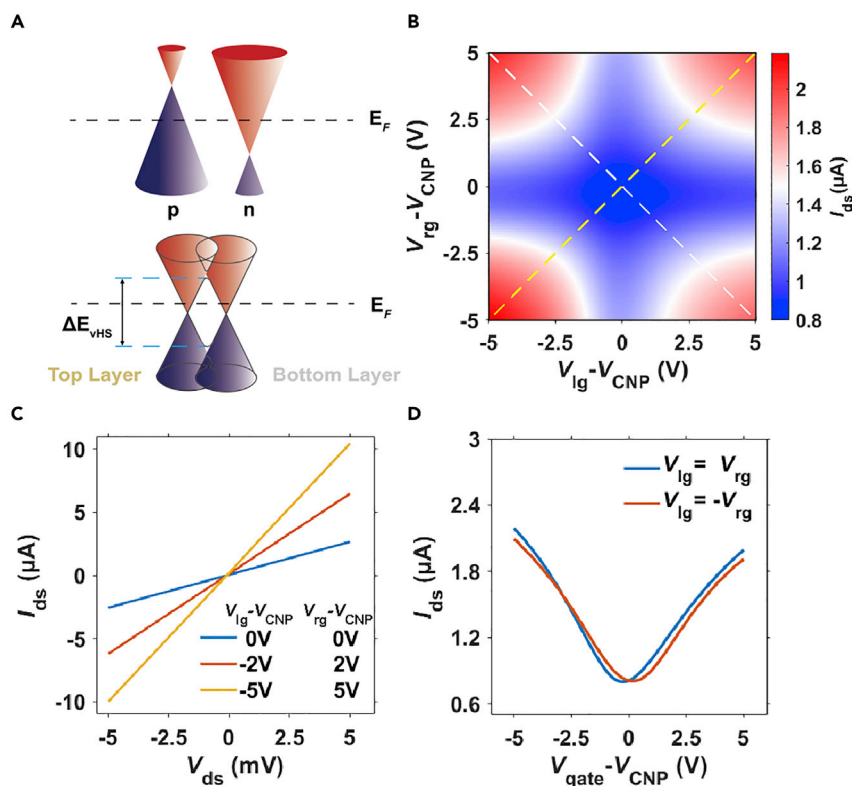 A
E_F
p n
ΔE_vHS
E_F
Top Layer Bottom Layer
B
5
2.5
0
-2.5
-5
V_rg-V_CNP (V)
-5 -2.5 0 2.5 5
V_lg-V_CNP (V)
2
1.8
1.6
1.4
1.2
1
0.8
I_ds (μA)
C
10
5
0
-5
-10
I_ds (μA)
V_lg-V_CNP V_rg-V_CNP
0V 0V
-2V 2V
-5V 5V
-5 -2.5 0 2.5 5
V_ds (mV)
D
3
2.4
1.8
1.2
0.6
I_ds (μA)
V_lg = V_rg
V_lg = -V_rg
-5 -2.5 0 2.5 5
V_gate-V_CNP (V)